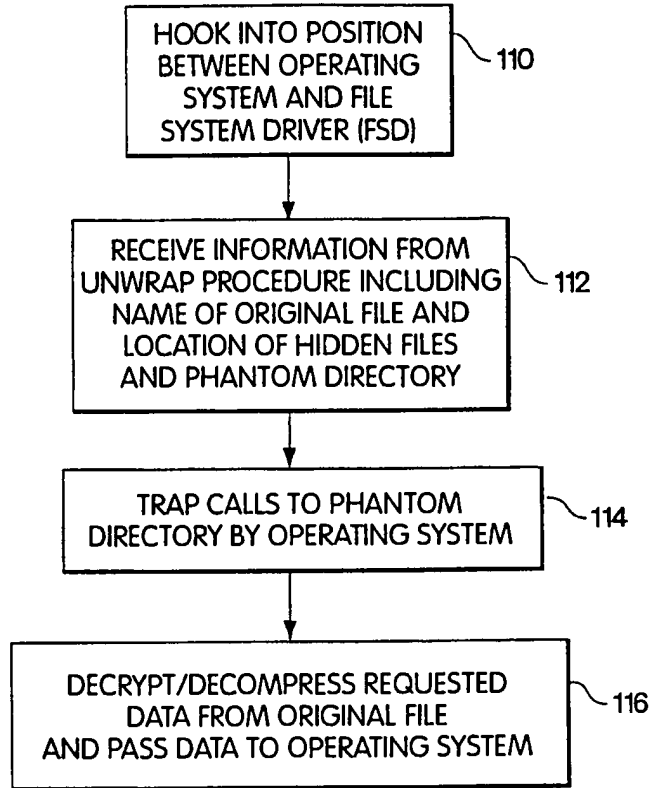 HOOK INTO POSITION
BETWEEN OPERATING
SYSTEM AND FILE
SYSTEM DRIVER (FSD)
110
RECEIVE INFORMATION FROM
UNWRAP PROCEDURE INCLUDING
NAME OF ORIGINAL FILE AND
LOCATION OF HIDDEN FILES
AND PHANTOM DIRECTORY
112
TRAP CALLS TO PHANTOM
DIRECTORY BY OPERATING SYSTEM
114
DECRYPT/DECOMPRESS REQUESTED
DATA FROM ORIGINAL FILE
AND PASS DATA TO OPERATING SYSTEM
116